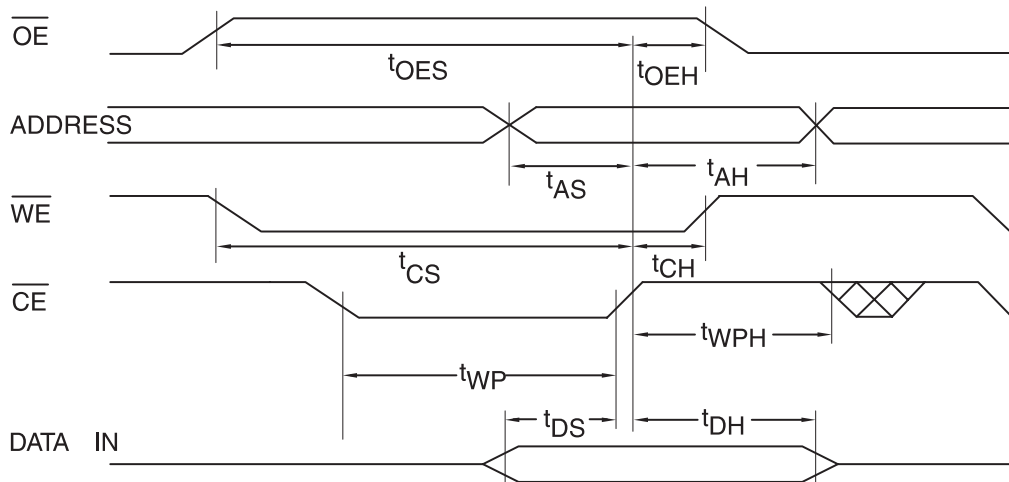 OE
tOES
tOEH
ADDRESS
tAS
tAH
WE
tCS
tCH
CE
tWPH
tWP
tDS
tDH
DATA IN